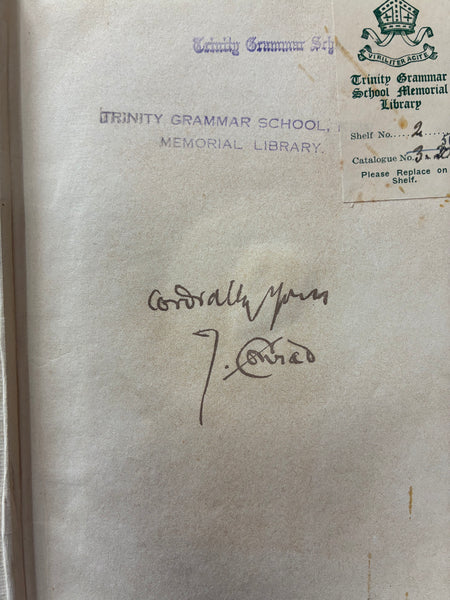 Trinity Grammar Sch
TRINITY GRAMMAR SCHOOL,
MEMORIAL LIBRARY.
VIRILITER AGITE
Trinity Grammar
School Memorial
Library
Shelf No. 2
Catalogue No. 3
Please Replace on
Shelf.
Cordially Yours
J. Conrad